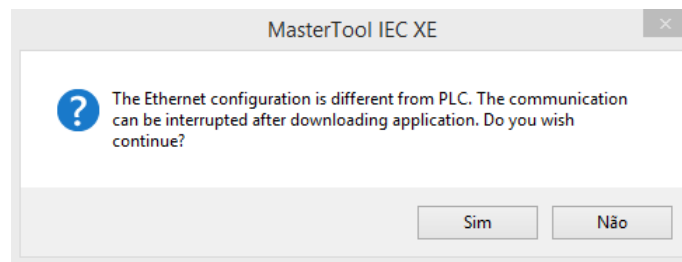 MasterTool IEC XE
The Ethernet configuration is different from PLC. The communication
can be interrupted after downloading application. Do you wish
continue?
Sim
Não